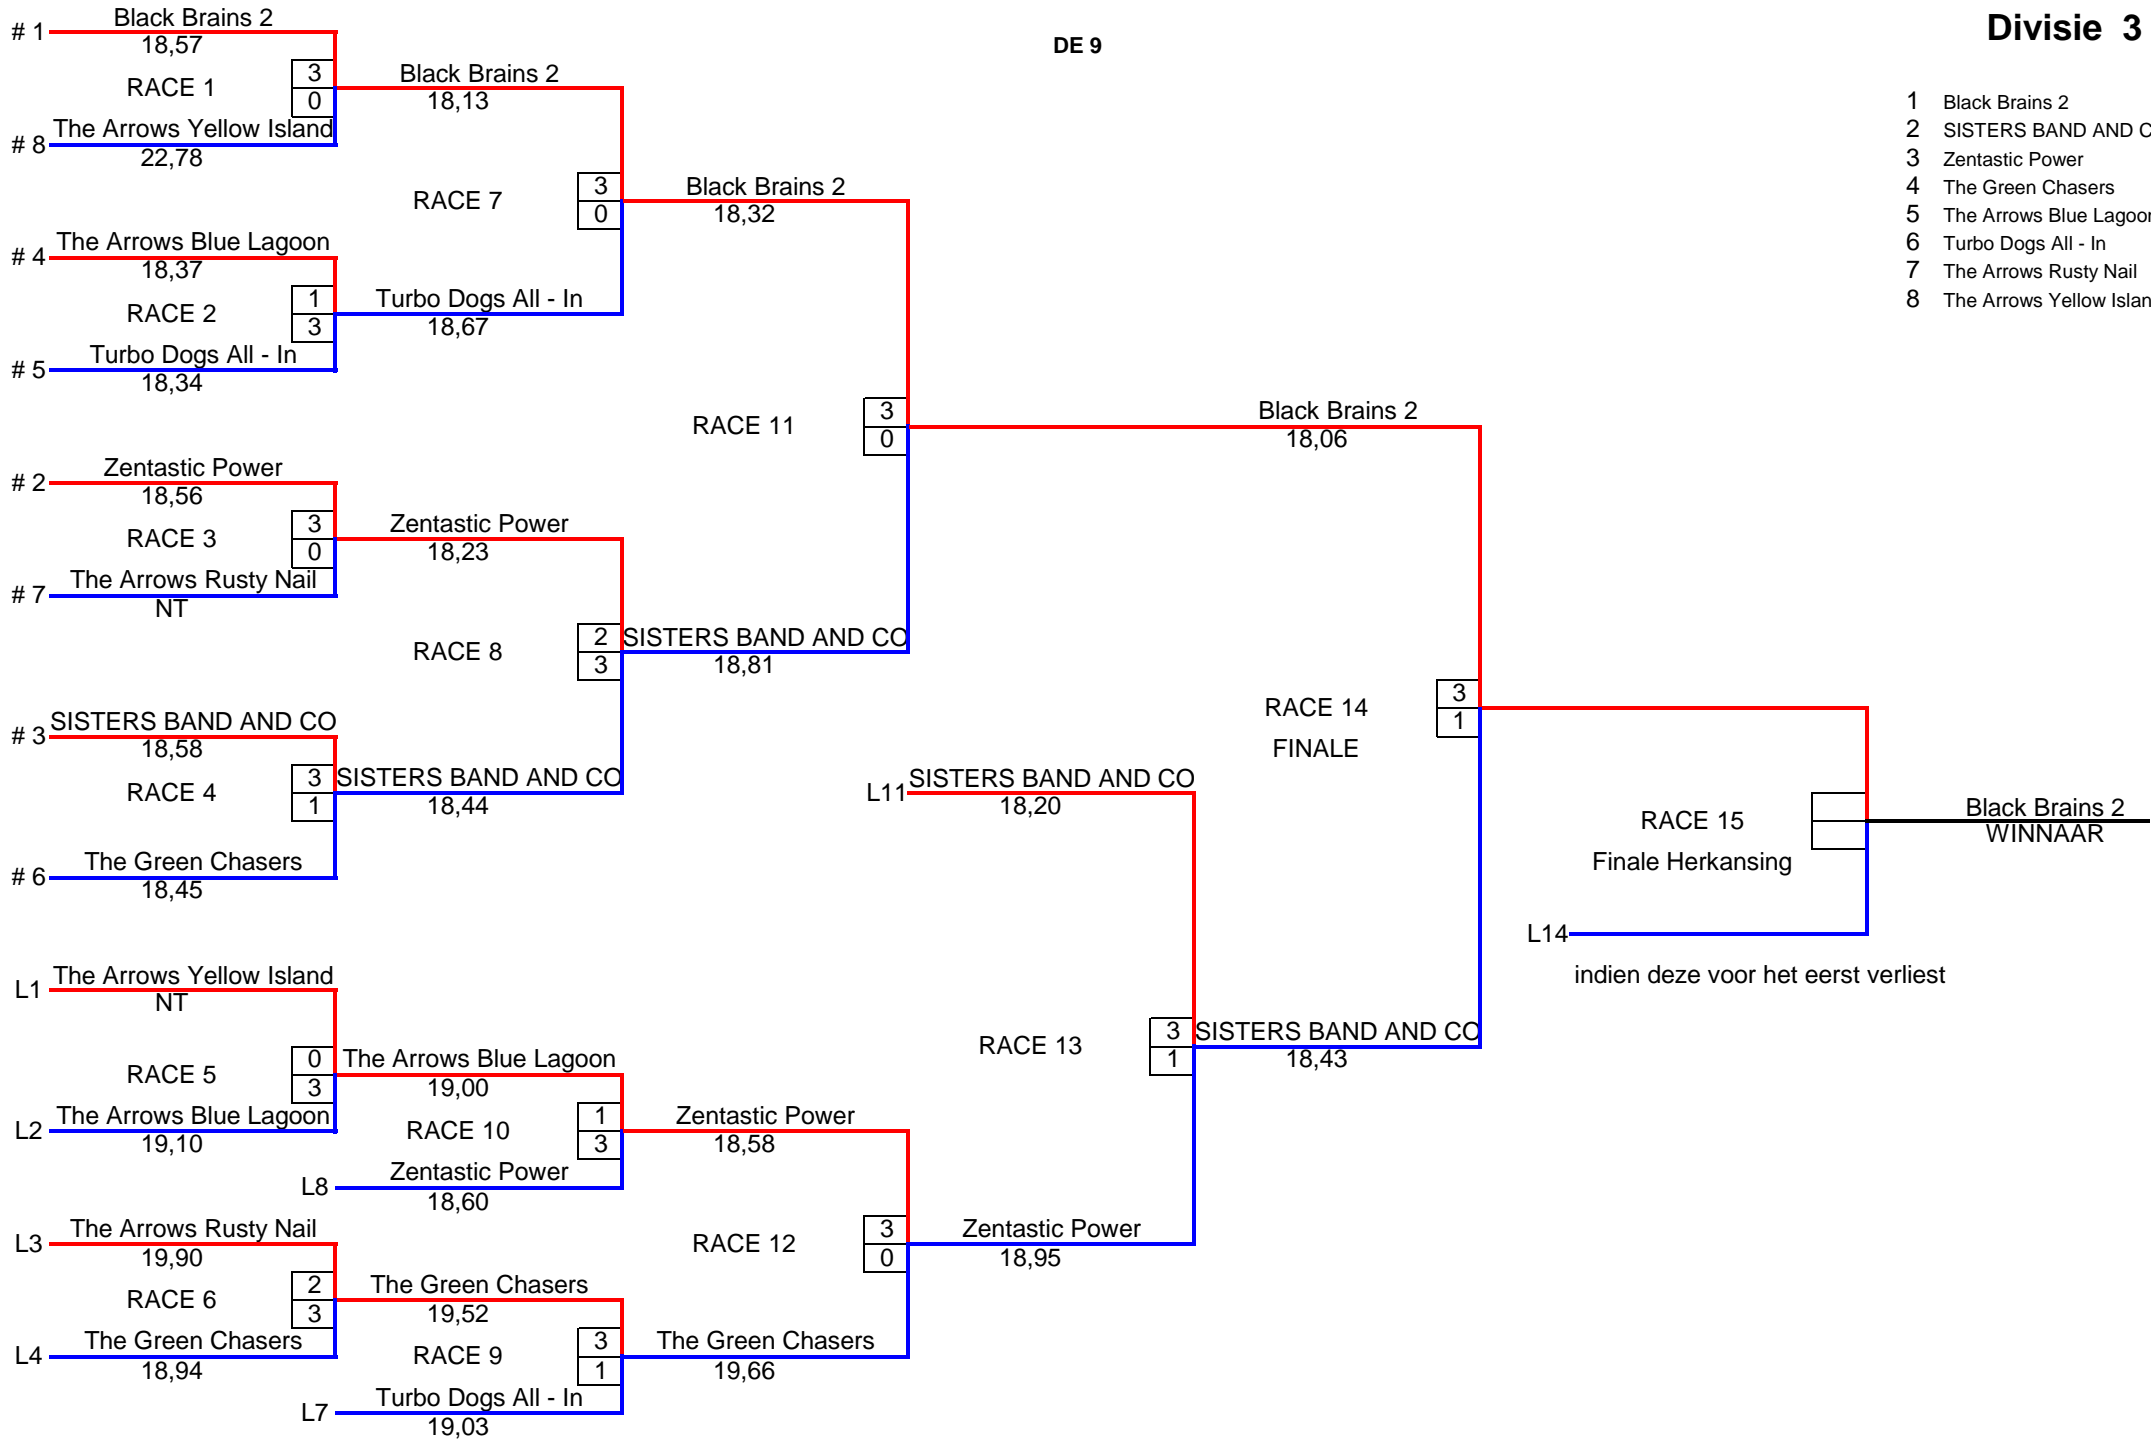 Divisie 3
DE 9
1 Black Brains 2
2 SISTERS BAND AND C
3 Zentastic Power
4 The Green Chasers
5 The Arrows Blue Lagoon
6 Turbo Dogs All - In
7 The Arrows Rusty Nail
8 The Arrows Yellow Islan
# 1 Black Brains 2
18,57
RACE 1 3
0
# 8 The Arrows Yellow Island
22,78
# 4 The Arrows Blue Lagoon
18,37
RACE 2 1
3
# 5 Turbo Dogs All - In
18,34
# 2 Zentastic Power
18,56
RACE 3 3
0
# 7 The Arrows Rusty Nail
NT
# 3 SISTERS BAND AND CO
18,58
RACE 4 3
1
# 6 The Green Chasers
18,45
L1 The Arrows Yellow Island
NT
RACE 5 0
3
L2 The Arrows Blue Lagoon
19,10
L3 The Arrows Rusty Nail
19,90
RACE 6 2
3
L4 The Green Chasers
18,94
Black Brains 2
18,13
RACE 7 3
0
Turbo Dogs All - In
18,67
Zentastic Power
18,23
RACE 8 2
3
SISTERS BAND AND CO
18,44
The Arrows Blue Lagoon
19,00
RACE 10 1
3
L8 Zentastic Power
18,60
The Green Chasers
19,52
RACE 9 3
1
L7 Turbo Dogs All - In
19,03
Black Brains 2
18,32
RACE 11 3
0
SISTERS BAND AND CO
18,81
Zentastic Power
18,58
RACE 12 3
0
The Green Chasers
19,66
L11 SISTERS BAND AND CO
18,20
RACE 13 3
1
Zentastic Power
18,95
Black Brains 2
18,06
RACE 14 3
FINALE 1
SISTERS BAND AND CO
18,43
RACE 15
Finale Herkansing
L14
indien deze voor het eerst verliest
Black Brains 2
WINNAAR